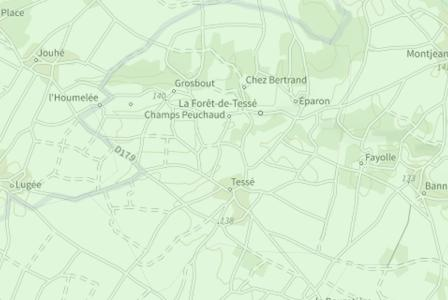 Place
Jouhé
Montjean
Grosbout
Chez Bertrand
l'Houmelée
140
La Forêt-de-Tessé
Éparon
Champs Peuchaud
D179
Fayolle
Lugée
Tessé
133
Bann
138